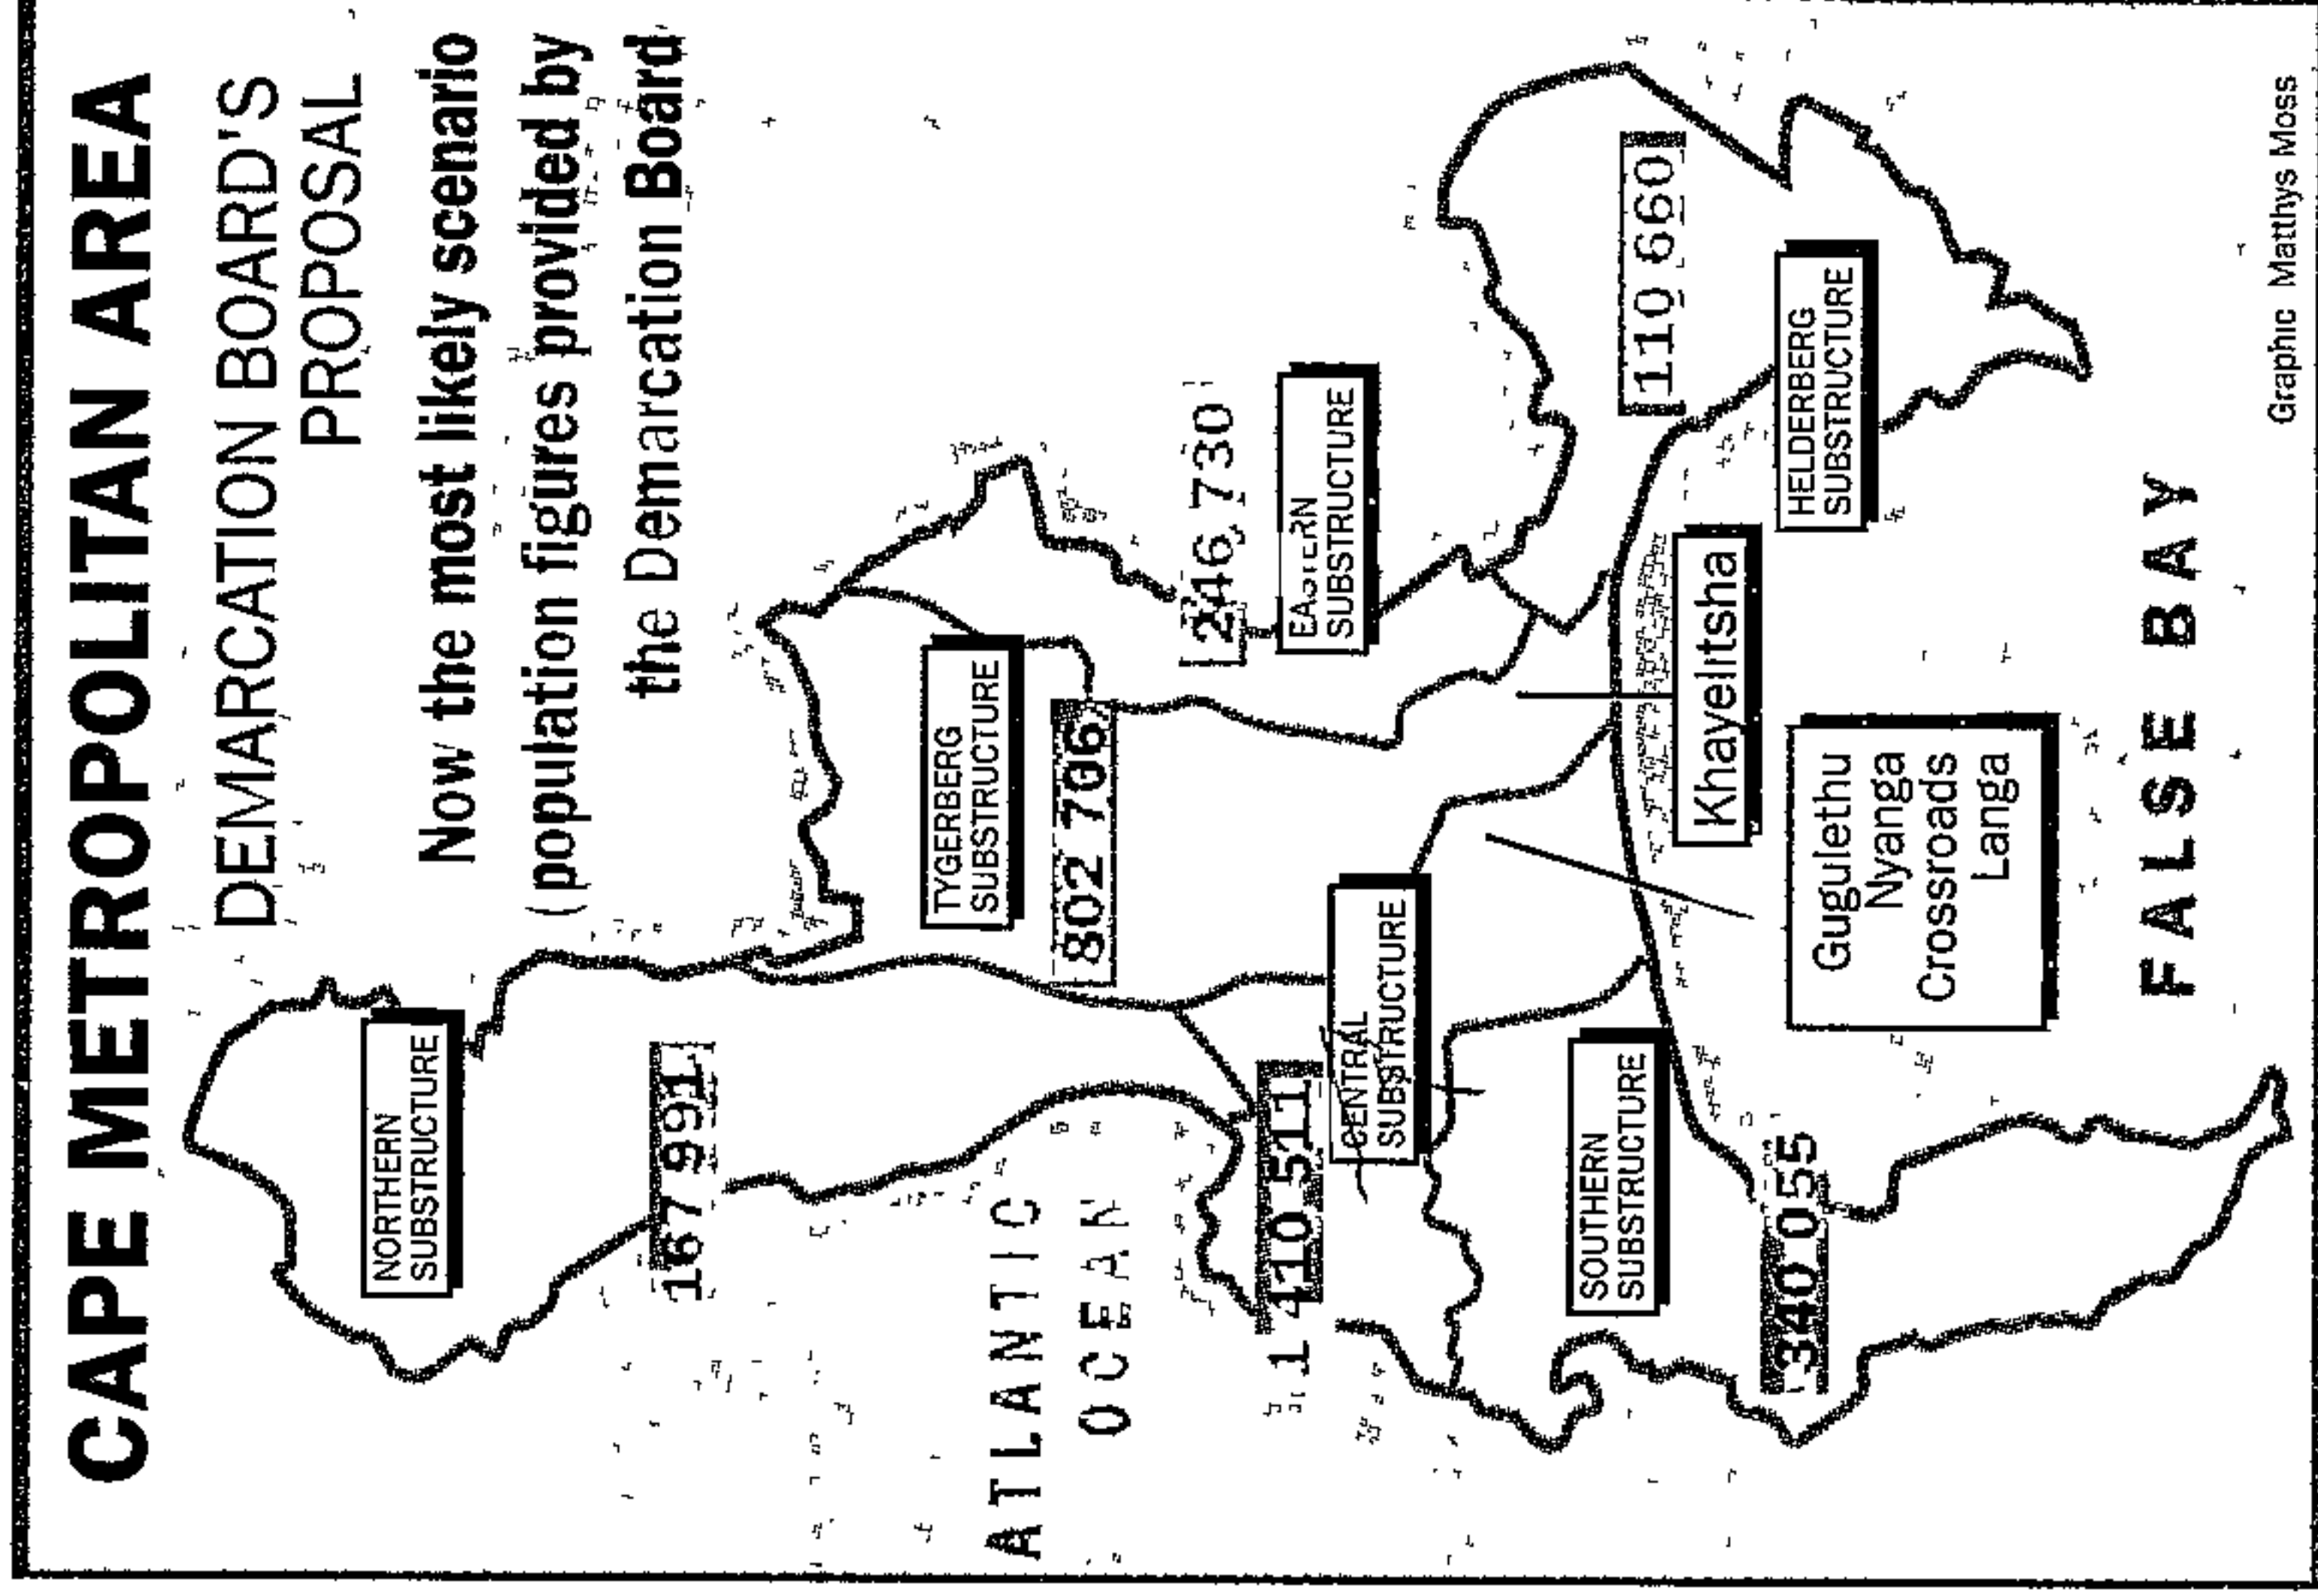 CAPE METROPOLITAN AREA
DEMARCATION BOARD'S
PROPOSAL
Now the most likely scenario
(population figures provided by
the Demarcation Board
NORTHERN
SUBSTRUCTURE
167 991
TYGERBERG
SUBSTRUCTURE
802 706
ATLANTIC
OCEAN
246 730
EASTERN
SUBSTRUCTURE
1 410 511
CENTRAL
SUBSTRUCTURE
110 660
SOUTHERN
SUBSTRUCTURE
Khayelitsha
HELDERBERG
SUBSTRUCTURE
340 055
Gugulethu
Nyanga
Crossroads
Langa
FALSE BAY
Graphic Matthys Moss